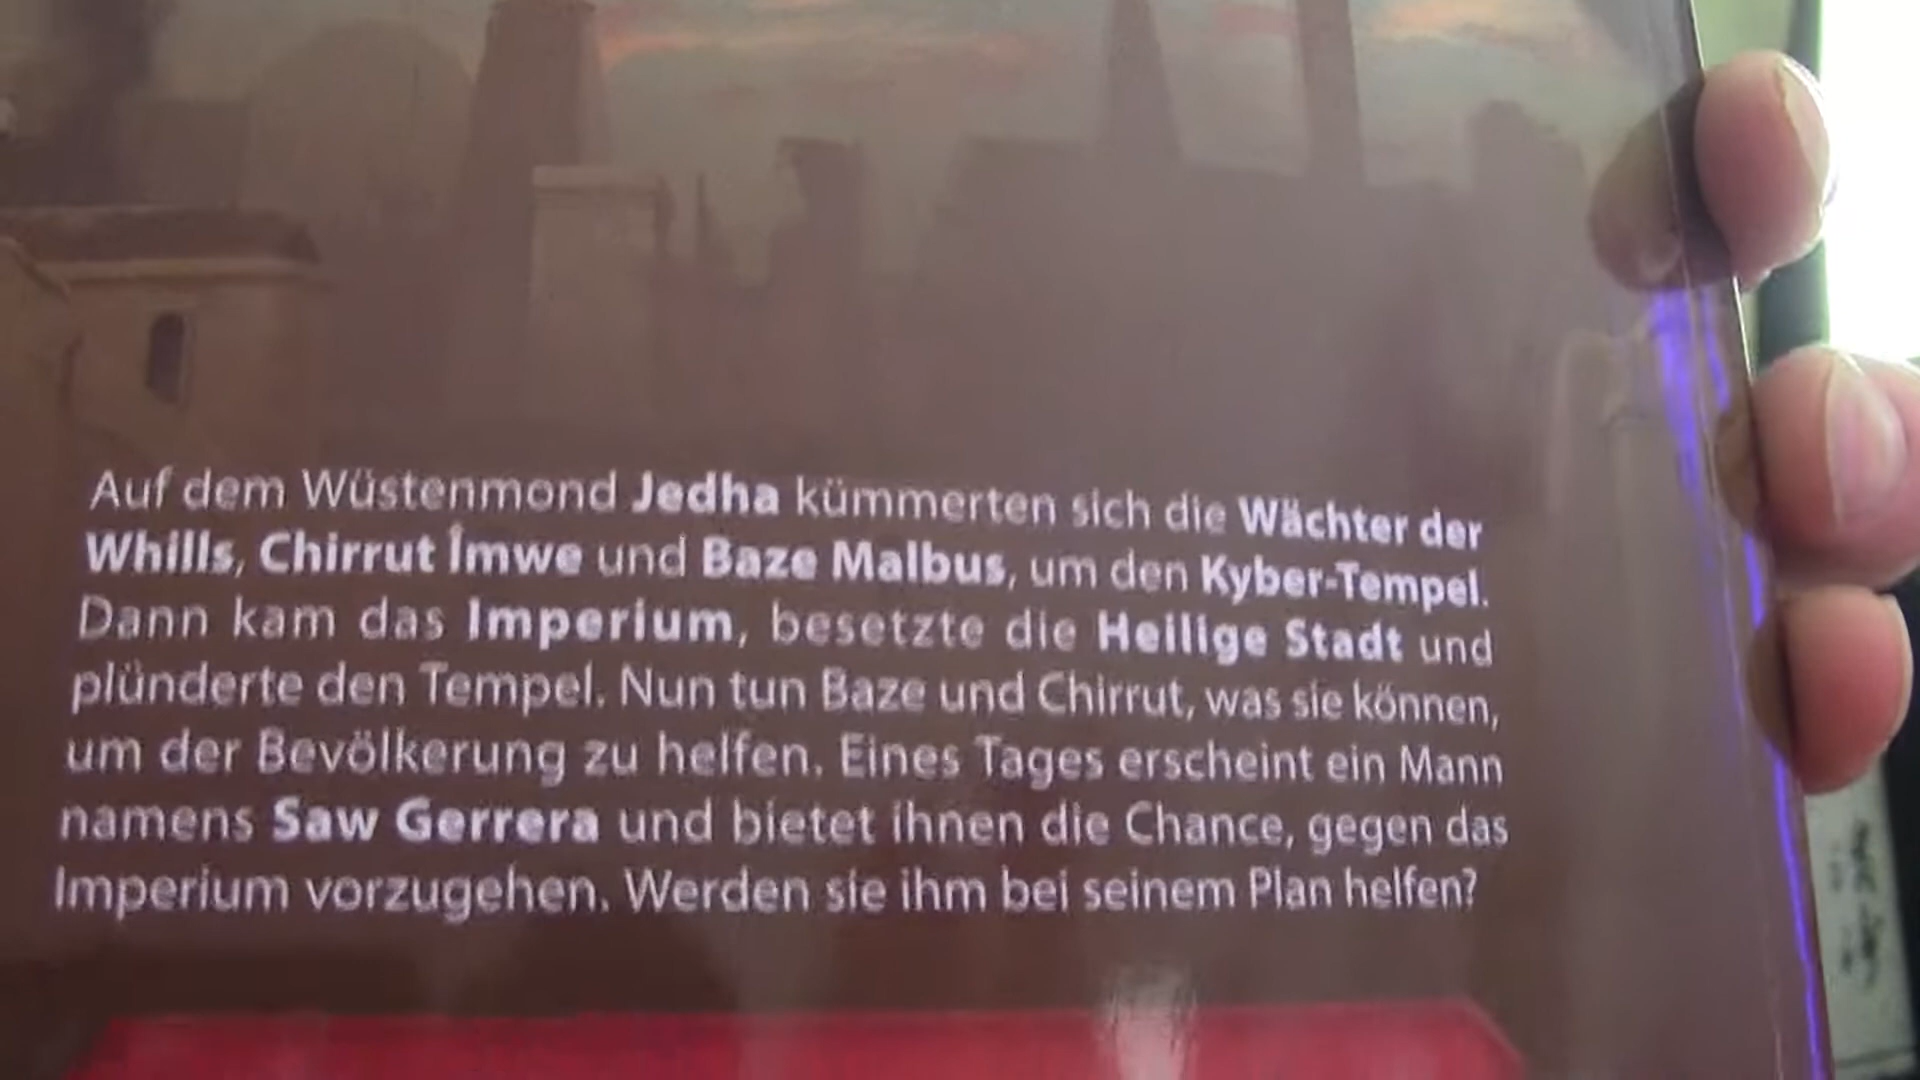 Auf dem Wüstenmond Jedha kümmerten sich die Wächter der
Whills, Chirrut Îmwe und Baze Malbus, um den Kyber-Tempel.
Dann kam das Imperium, besetzte die Heilige Stadt und
plünderte den Tempel. Nun tun Baze und Chirrut, was sie können,
um der Bevölkerung zu helfen. Eines Tages erscheint ein Mann
namens Saw Gerrera und bietet ihnen die Chance, gegen das
Imperium vorzugehen. Werden sie ihm bei seinem Plan helfen?